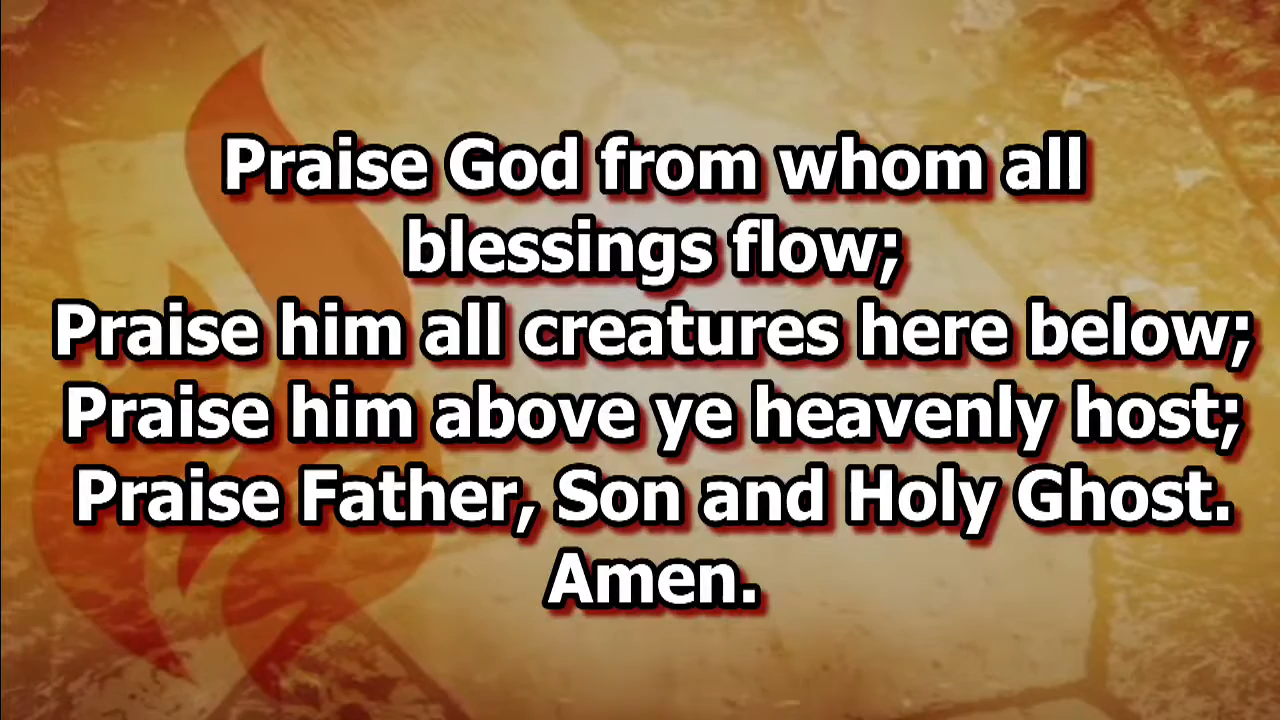 Praise God from whom all
blessings flow;
Praise him all creatures here below;
Praise him above ye heavenly host;
Praise Father, Son and Holy Ghost.
Amen.